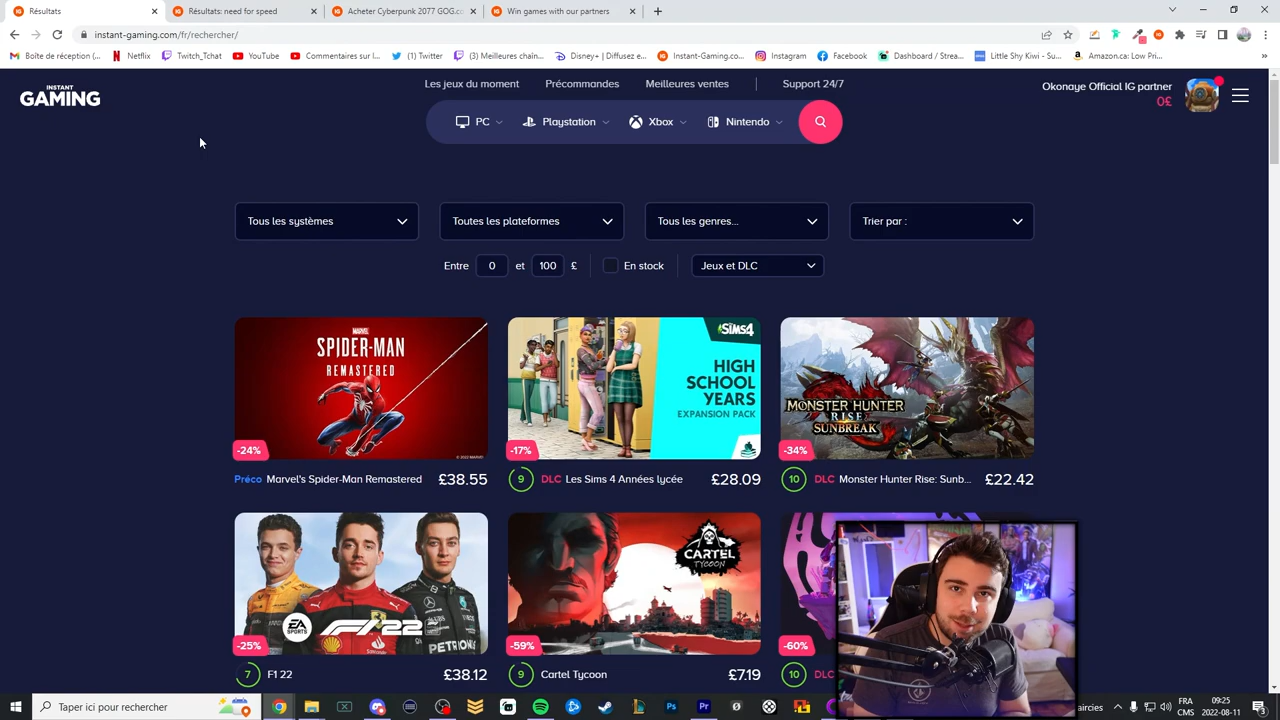 Résultats
Résultats: need for speed
Acheter Cyberpunk 2077 GOG.c
Win games with our partners
instant-gaming.com/fr/rechercher/
Boîte de réception (...
Netflix
Twitch_Tchat
YouTube
Commentaires sur l...
(1) Twitter
(3) Meilleures chaîn...
Disney+ | Diffusez e...
Instant-Gaming.co...
Instagram
Facebook
Dashboard / Strea...
Little Shy Kiwi - Su...
Amazon.ca: Low Pri...
INSTANT
GAMING
Les jeux du moment
Précommandes
Meilleures ventes
Support 24/7
Okonaye Official IG partner
0£
PC
Playstation
Xbox
Nintendo
Tous les systèmes
Toutes les plateformes
Tous les genres...
Trier par :
Entre 0 et 100 £
En stock
Jeux et DLC
MARVEL
SPIDER-MAN
REMASTERED
© 2022 MARVEL
-24%
Préco Marvel's Spider-Man Remastered £38.55
SIMS4
HIGH
SCHOOL
YEARS
EXPANSION PACK
-17%
9 DLC Les Sims 4 Années lycée £28.09
MONSTER HUNTER
RISE
SUNBREAK
-34%
10 DLC Monster Hunter Rise: Sunb... £22.42
EA
SPORTS
F1 22
PETRONAS
-25%
7 F1 22 £38.12
CARTEL
TYCOON
-59%
9 Cartel Tycoon £7.19
-60%
10 DLC
Taper ici pour rechercher
aircies
FRA
CMS
09:25
2022-08-11